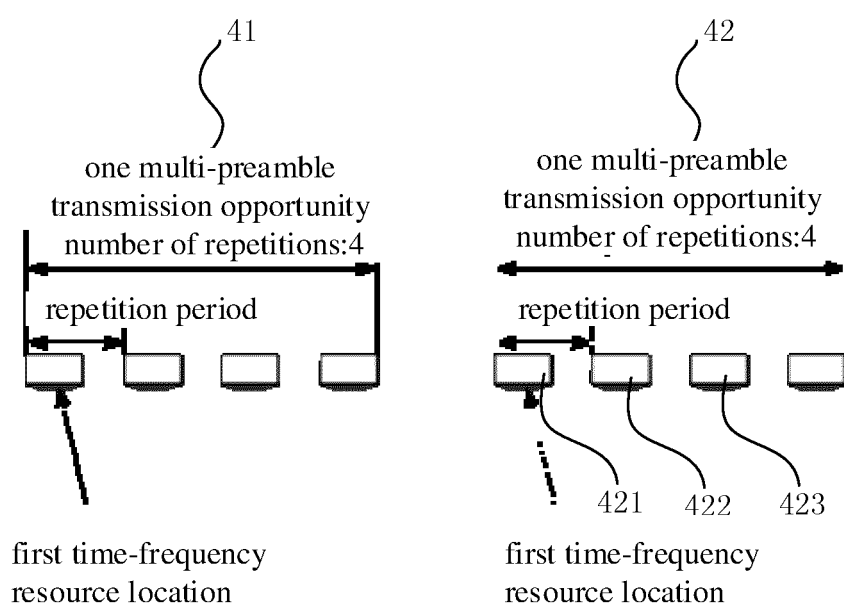 41
one multi-preamble
transmission opportunity
number of repetitions:4
repetition period
first time-frequency
resource location
42
one multi-preamble
transmission opportunity
number of repetitions:4
repetition period
421
422
423
first time-frequency
resource location